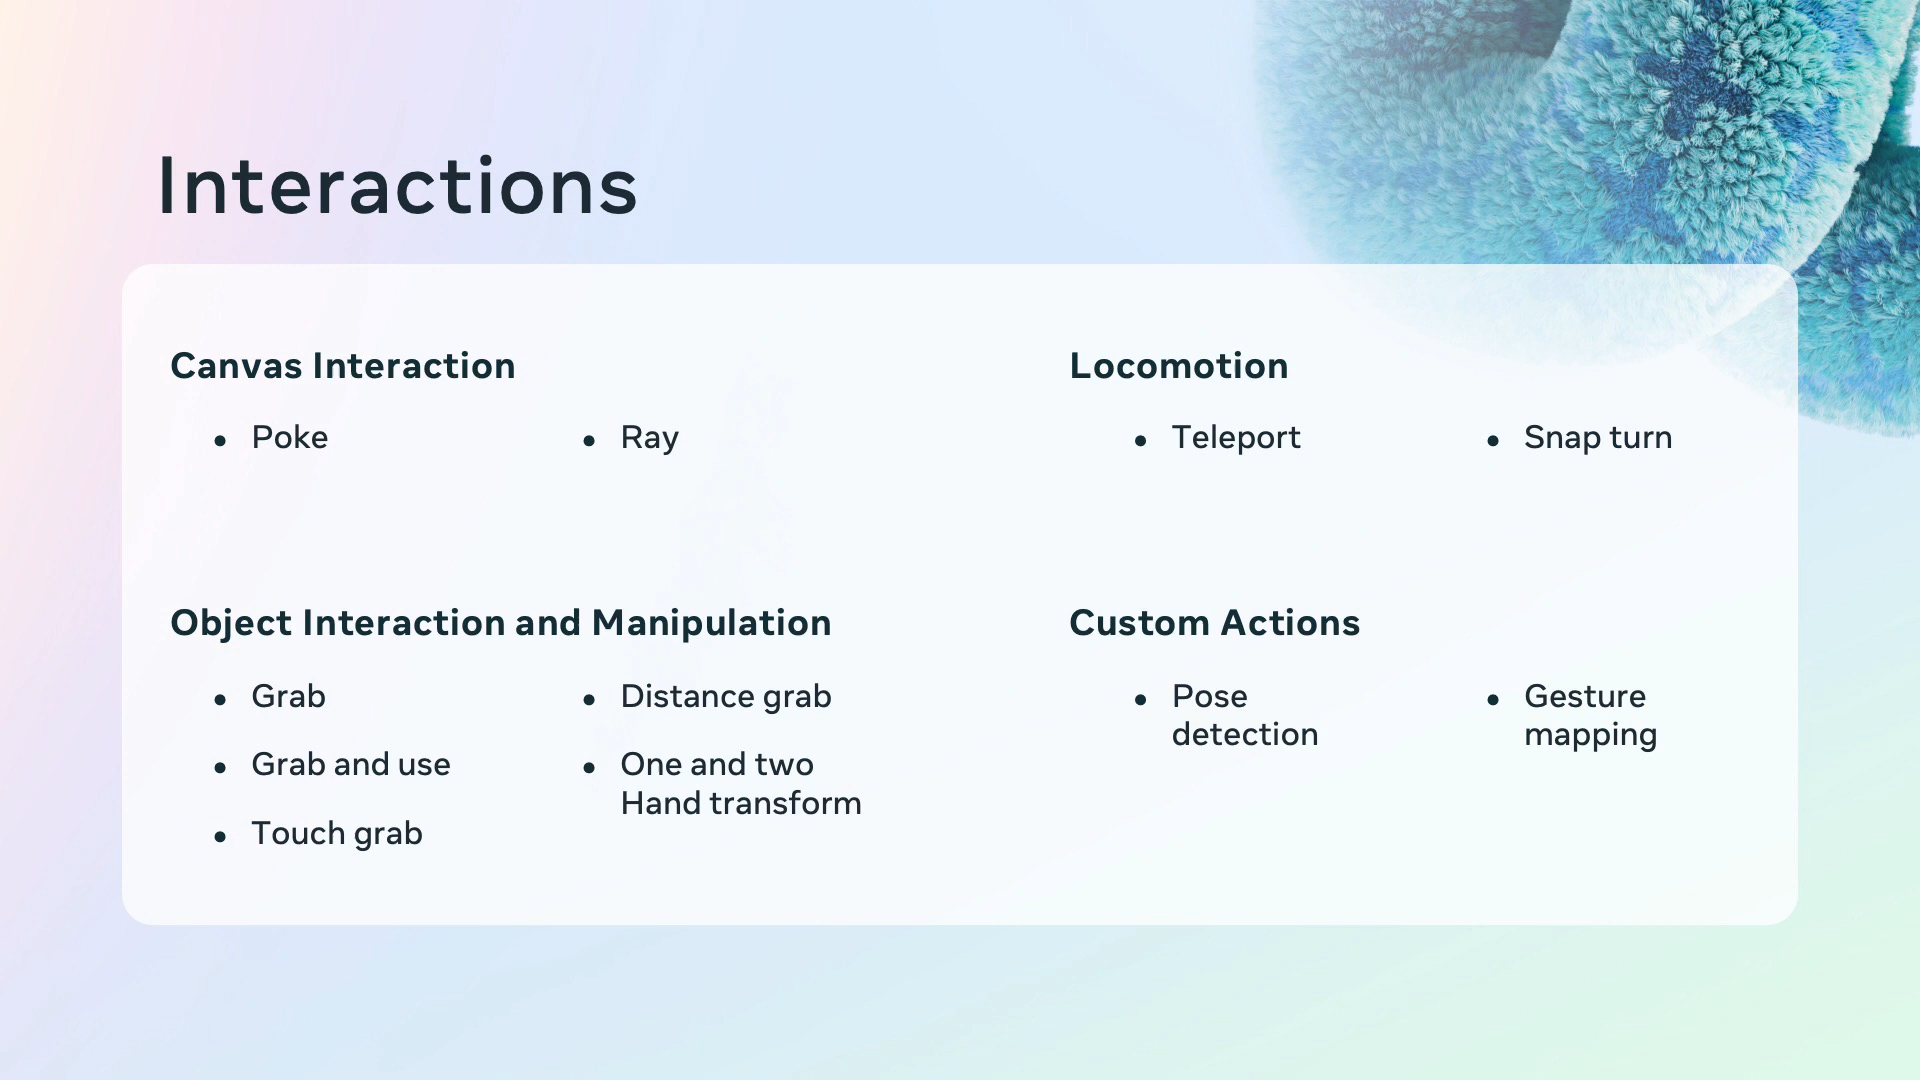 Interactions
Canvas Interaction
• Poke
• Ray
Locomotion
• Teleport
• Snap turn
Object Interaction and Manipulation
• Grab
• Grab and use
• Touch grab
• Distance grab
• One and two
Hand transform
Custom Actions
• Pose
detection
• Gesture
mapping